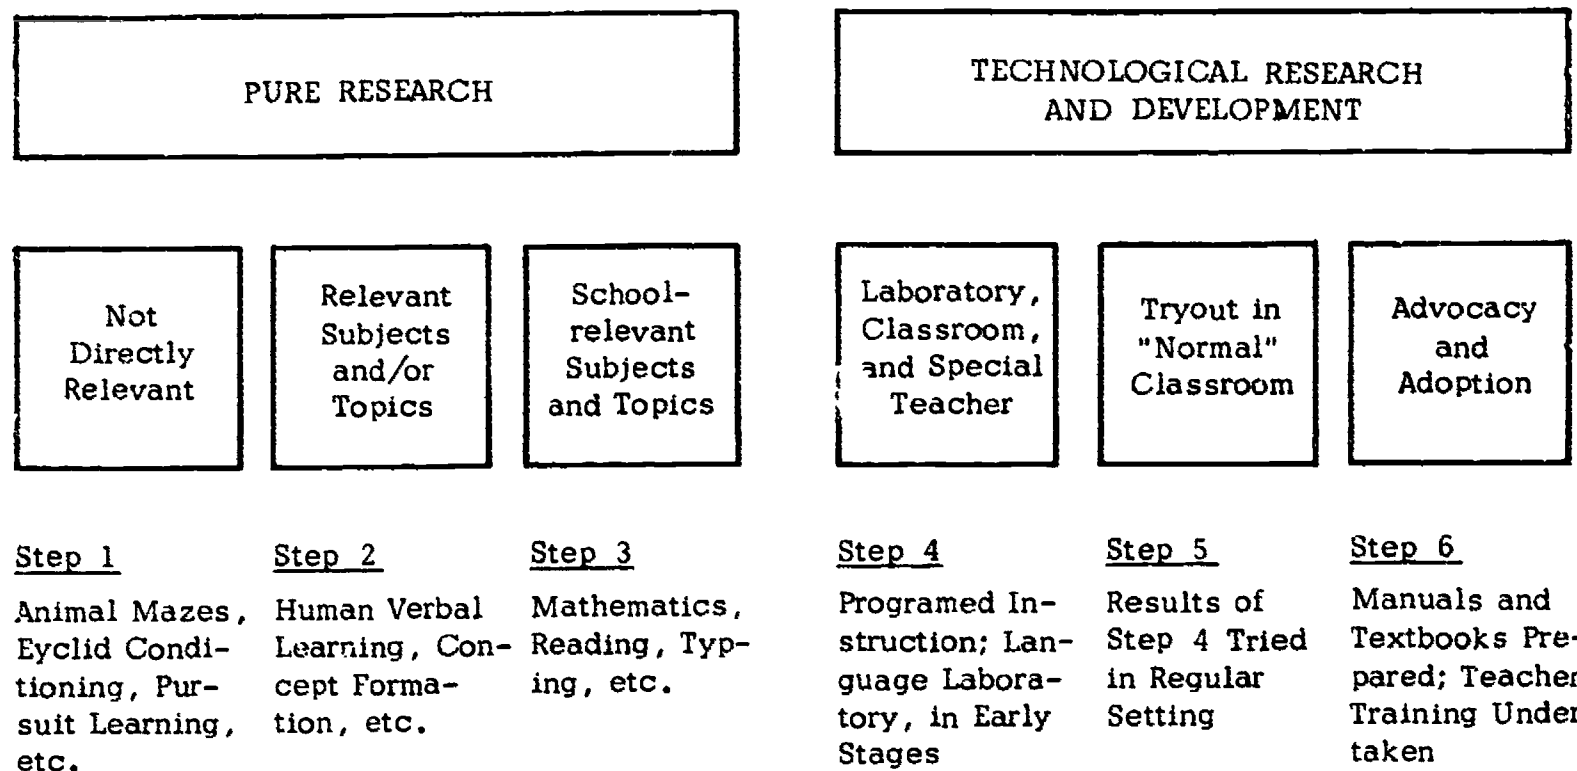 PURE RESEARCH
TECHNOLOGICAL RESEARCH
AND DEVELOPMENT
Not
Directly
Relevant
Relevant
Subjects
and/or
Topics
School-
relevant
Subjects
and Topics
Laboratory,
Classroom,
and Special
Teacher
Tryout in
"Normal"
Classroom
Advocacy
and
Adoption
Step 1
Animal Mazes,
Eyclid Condi-
tioning, Pur-
suit Learning,
etc.
Step 2
Human Verbal
Learning, Con-
cept Forma-
tion, etc.
Step 3
Mathematics,
Reading, Typ-
ing, etc.
Step 4
Programed In-
struction; Lan-
guage Labora-
tory, in Early
Stages
Step 5
Results of
Step 4 Tried
in Regular
Setting
Step 6
Manuals and
Textbooks Pre-
pared; Teacher
Training Under
taken